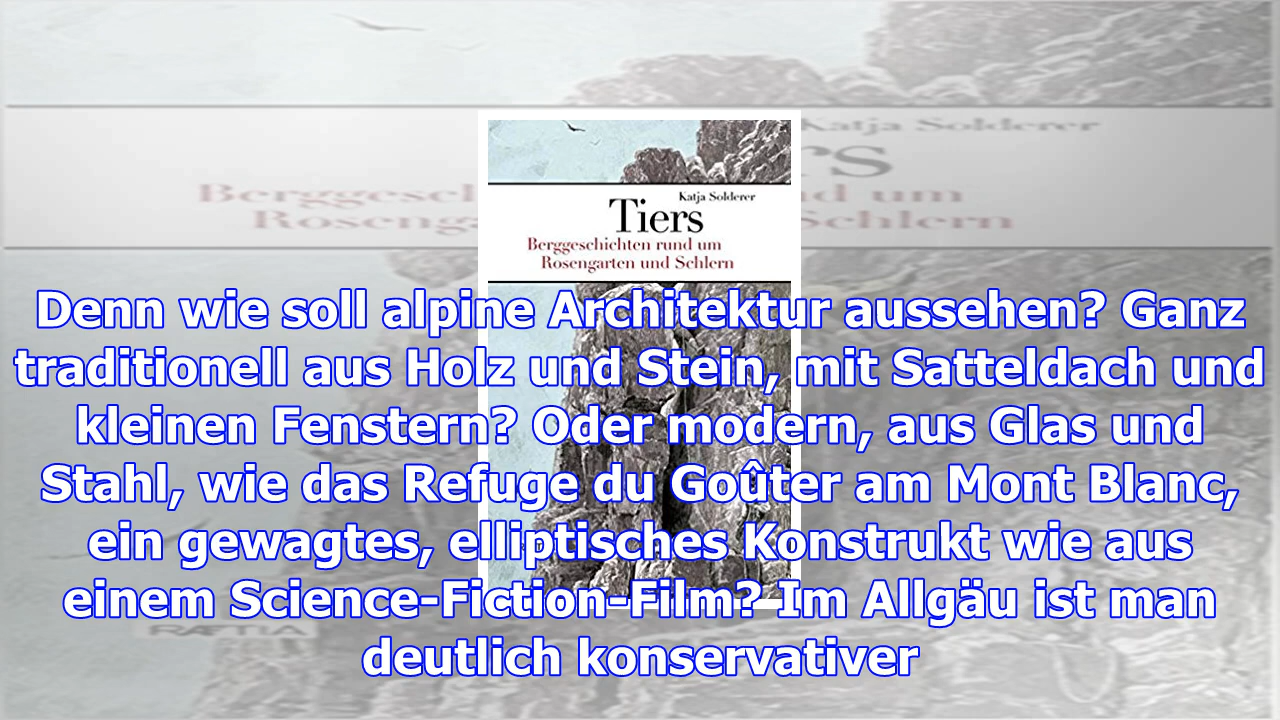 Katja Solderer
Tiers
Berggeschichten rund um
Rosengarten und Schlern
Denn wie soll alpine Architektur aussehen? Ganz
traditionell aus Holz und Stein, mit Satteldach und
kleinen Fenstern? Oder modern, aus Glas und
Stahl, wie das Refuge du Goûter am Mont Blanc,
ein gewagtes, elliptisches Konstrukt wie aus
einem Science-Fiction-Film? Im Allgäu ist man
deutlich konservativer
RÆTIA